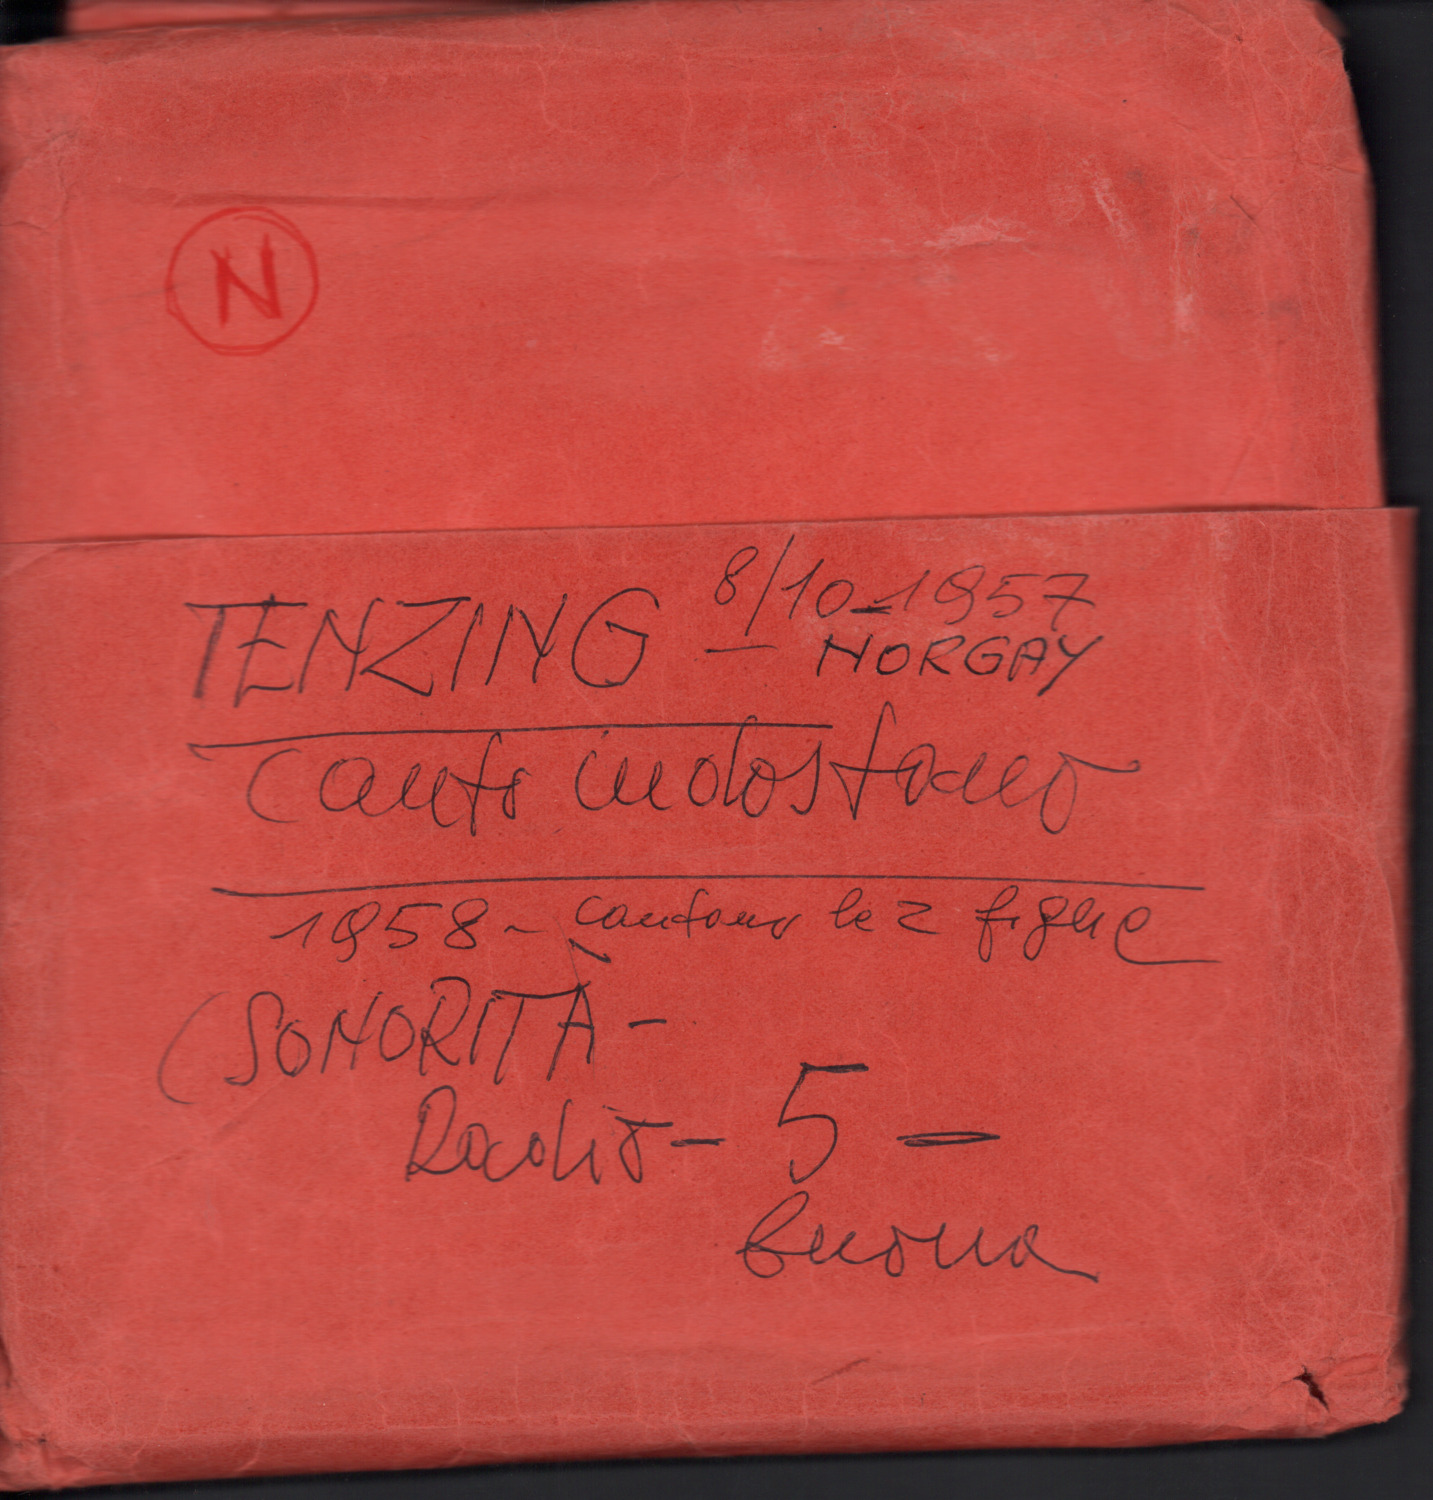 N
8/10-1957
TENZING - NORGAY
Canto indostano
1958 - cantano le 2 figlie
(SONORITÀ -
Radio - 5 -
buona